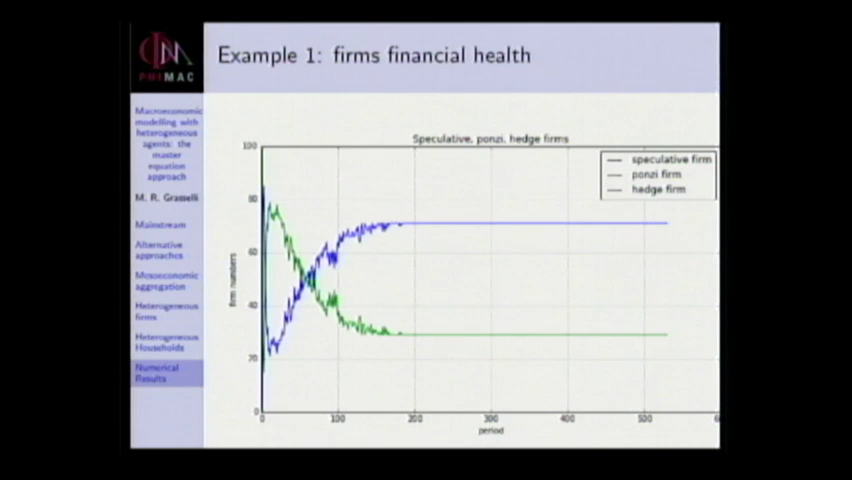 Example 1: firms financial health
PHIMAC
Macroeconomic
modelling with
heterogeneous
agents: the
master
equation
approach
M. R. Grasselli
Mainstream
Alternative
approaches
Mesoeconomic
aggregation
Heterogeneous
firms
Heterogeneous
Households
Numerical
Results
Speculative, ponzi, hedge firms
speculative firm
ponzi firm
hedge firm
100
80
60
40
20
0
firm numbers
0 100 200 300 400 500 6
period